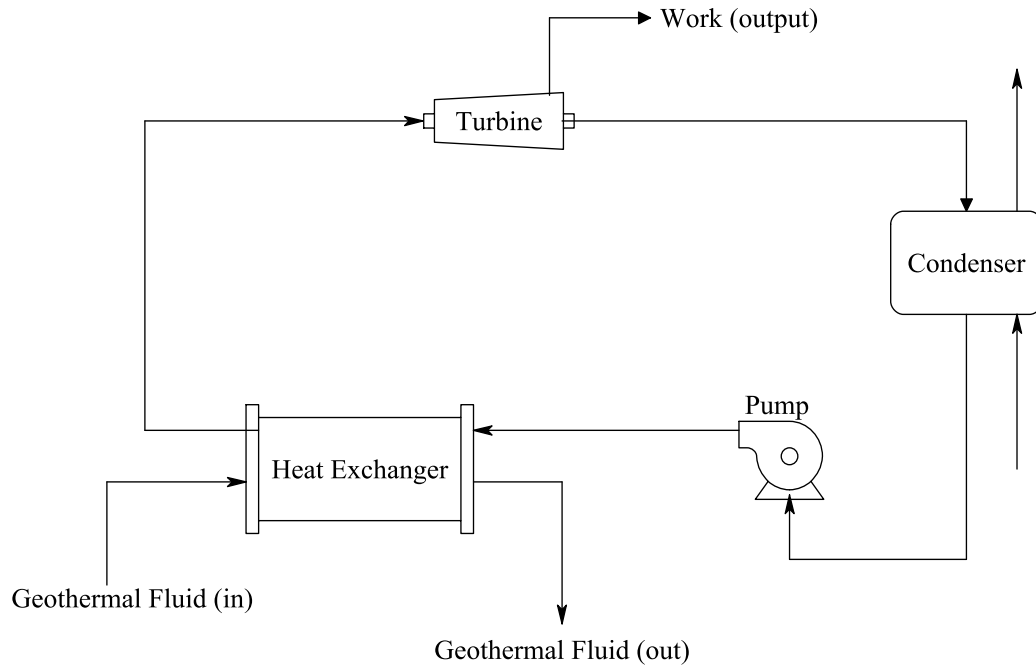 Work (output)
Turbine
Condenser
Pump
Heat Exchanger
Geothermal Fluid (in)
Geothermal Fluid (out)